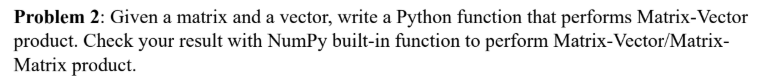 Problem 2: Given a matrix and a vector, write a Python function that performs Matrix-Vector
product. Check your result with NumPy built-in function to perform Matrix-Vector/Matrix-
Matrix product.